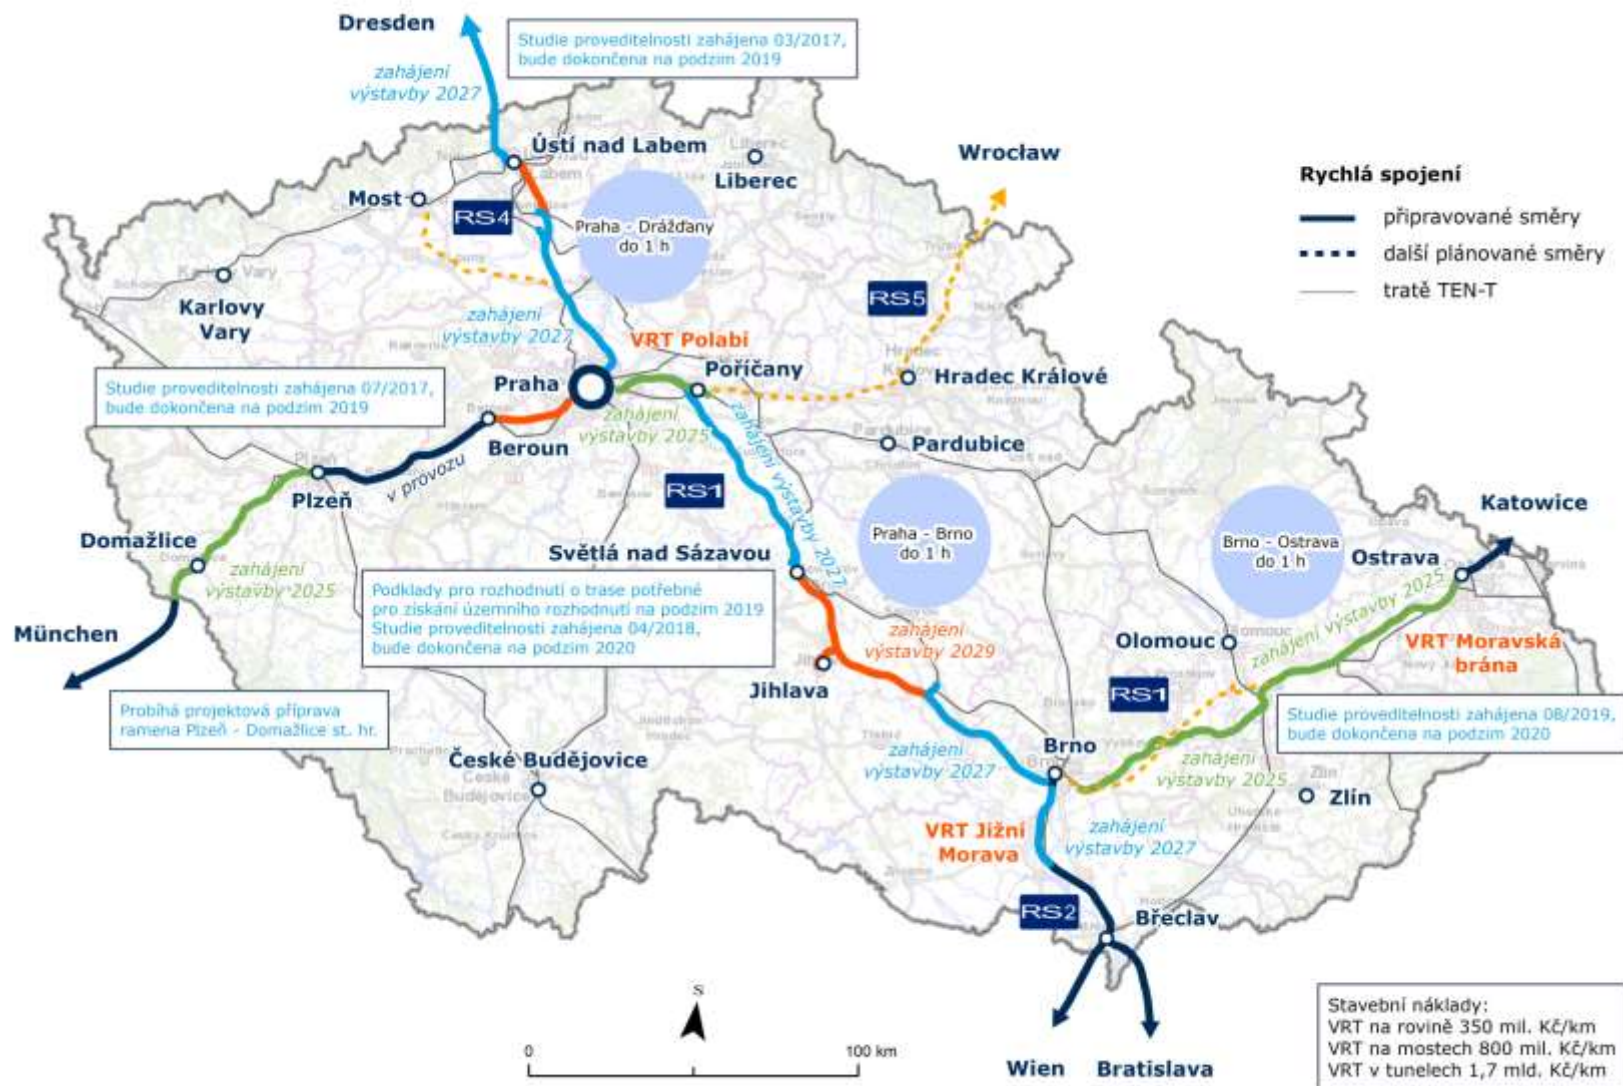 Dresden
Studie proveditelnosti zahájena 03/2017,
bude dokončena na podzim 2019
zahájení
výstavby 2027
Ústí nad Labem
Liberec
Wrocław
Most
RS4
Praha - Drážďany
do 1 h
Rychlá spojení
připravované směry
další plánované směry
tratě TEN-T
Karlovy
Vary
RS5
zahájení
výstavby 2027
VRT Polabí
Poříčany
Praha
Hradec Králové
Studie proveditelnosti zahájena 07/2017,
bude dokončena na podzim 2019
zahájení
výstavby 2025
zahájení výstavby 2027
Beroun
Pardubice
v provozu
Plzeň
RS1
Praha - Brno
do 1 h
Brno - Ostrava
do 1 h
Katowice
Domažlice
Světlá nad Sázavou
Ostrava
zahájení
výstavby 2025
Podklady pro rozhodnutí o trase potřebné
pro získání územního rozhodnutí na podzim 2019
Studie proveditelnosti zahájena 04/2018,
bude dokončena na podzim 2020
zahájení
výstavby 2029
zahájení výstavby 2025
München
Olomouc
VRT Moravská
brána
Jihlava
RS1
Probíhá projektová příprava
ramena Plzeň - Domažlice st. hr.
Studie proveditelnosti zahájena 08/2019,
bude dokončena na podzim 2020
České Budějovice
Brno
zahájení
výstavby 2027
zahájení
výstavby 2025
Zlín
VRT Jižní
Morava
zahájení
výstavby 2027
RS2
Břeclav
S
0
100 km
Wien
Bratislava
Stavební náklady:
VRT na rovině 350 mil. Kč/km
VRT na mostech 800 mil. Kč/km
VRT v tunelech 1,7 mld. Kč/km